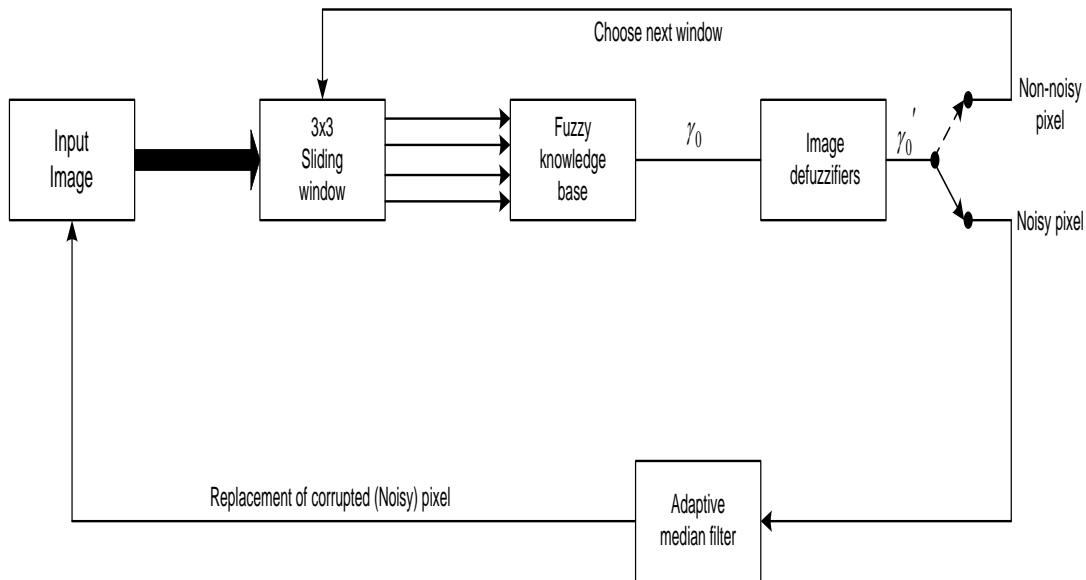 Choose next window
Input
Image
3x3
Sliding
window
Fuzzy
knowledge
base
γ₀
Image
defuzzifiers
γ₀'
Non-noisy
pixel
Noisy pixel
Replacement of corrupted (Noisy) pixel
Adaptive
median filter